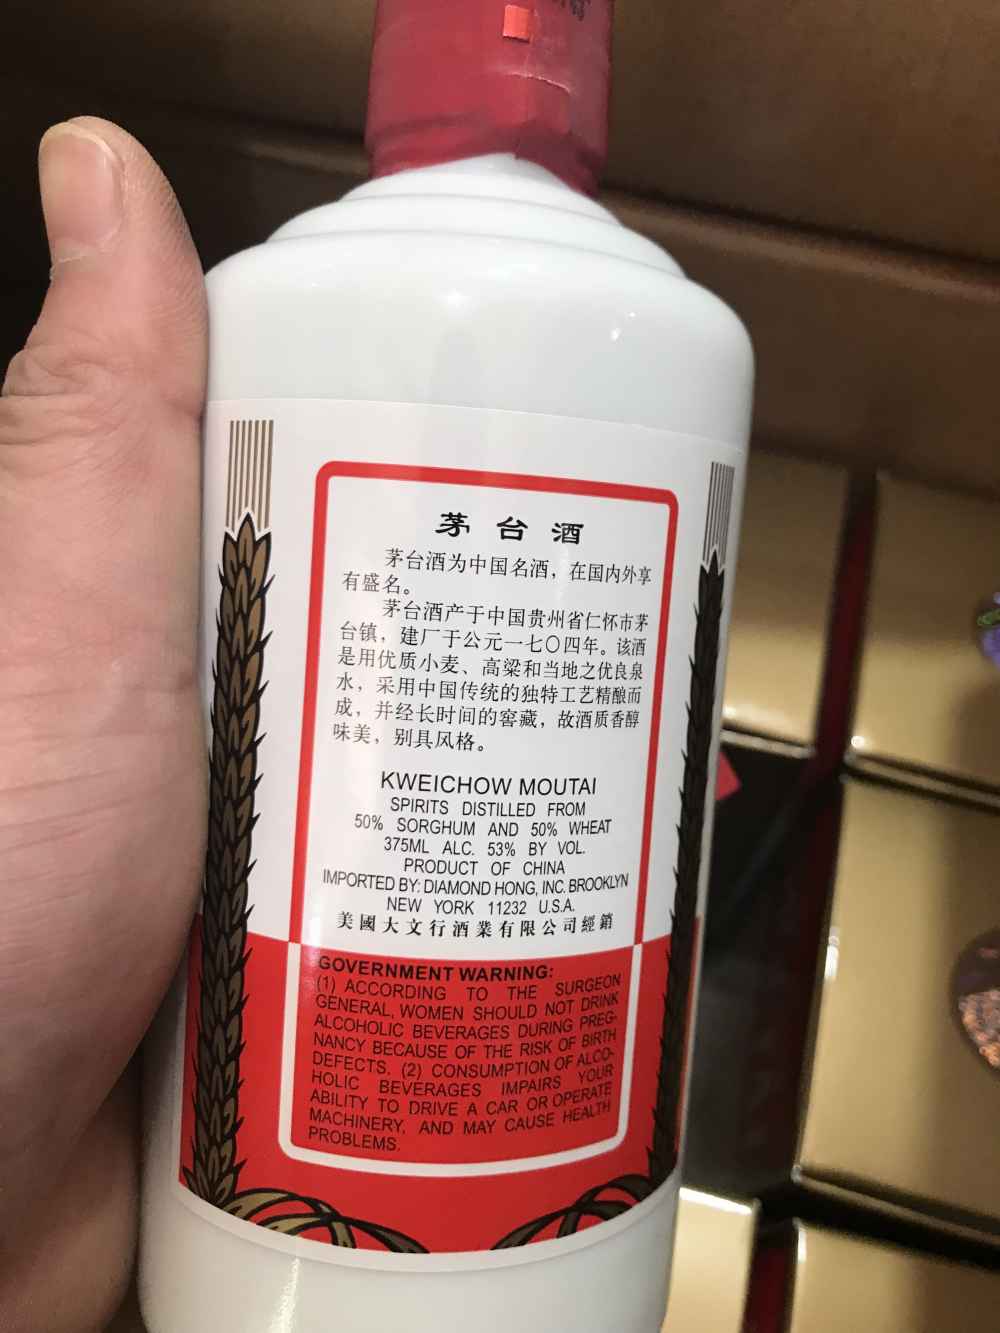 茅台酒
茅台酒为中国名酒，在国内外享
有盛名。
茅台酒产于中国贵州省仁怀市茅
台镇，建厂于公元一七〇四年。该酒
是用优质小麦、高粱和当地之优良泉
水，采用中国传统的独特工艺精酿而
成，并经长时间的窖藏，故酒质香醇
味美，别具风格。
KWEICHOW MOUTAI
SPIRITS DISTILLED FROM
50% SORGHUM AND 50% WHEAT
375ML ALC. 53% BY VOL.
PRODUCT OF CHINA
IMPORTED BY: DIAMOND HONG, INC. BROOKLYN
NEW YORK 11232 U.S.A.
美國大文行酒業有限公司經銷
GOVERNMENT WARNING:
(1) ACCORDING TO THE SURGEON
GENERAL, WOMEN SHOULD NOT DRINK
ALCOHOLIC BEVERAGES DURING PREG-
NANCY BECAUSE OF THE RISK OF BIRTH
DEFECTS. (2) CONSUMPTION OF ALCO-
HOLIC BEVERAGES IMPAIRS YOUR
ABILITY TO DRIVE A CAR OR OPERATE
MACHINERY, AND MAY CAUSE HEALTH
PROBLEMS.